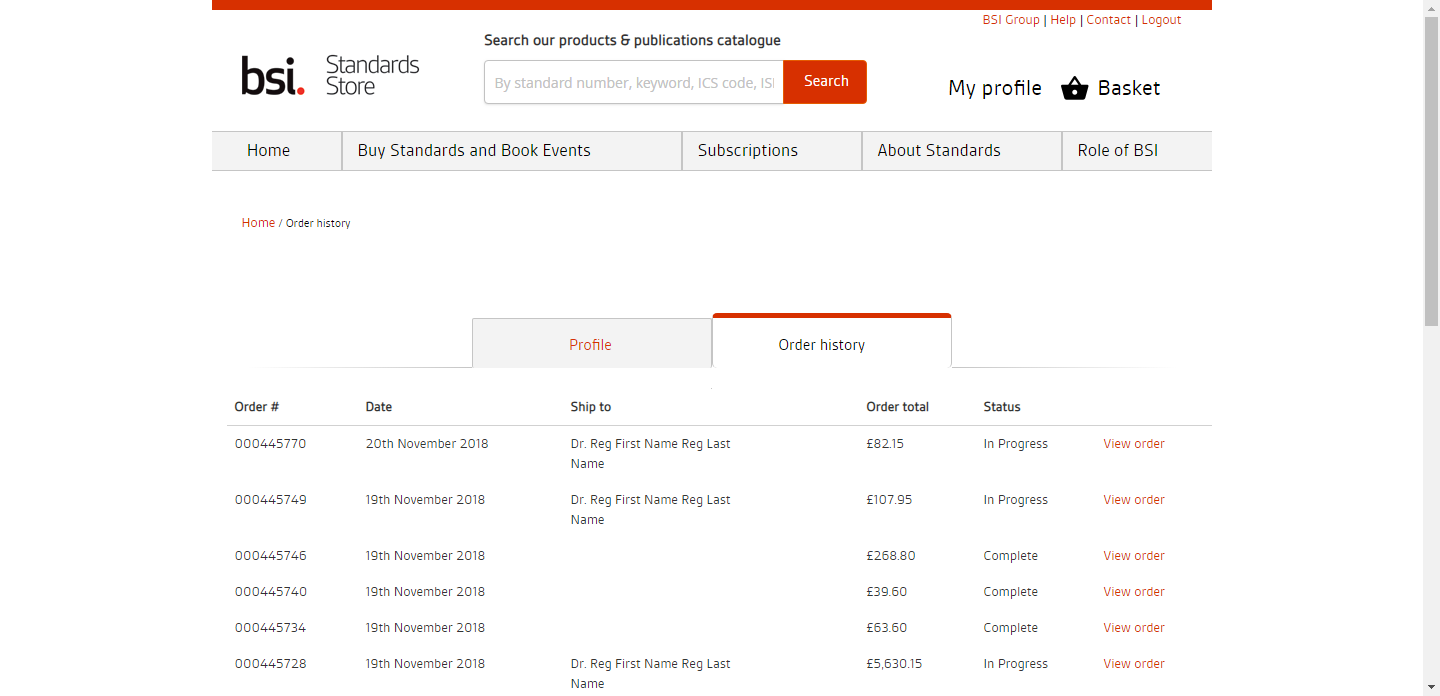 BSI Group | Help | Contact | Logout
Search our products & publications catalogue
bsi. Standards Store
By standard number, keyword, ICS code, ISI
Search
My profile
Basket
Home
Buy Standards and Book Events
Subscriptions
About Standards
Role of BSI
Home / Order history
Profile
Order history
Order # Date Ship to Order total Status
000445770 20th November 2018 Dr. Reg First Name Reg Last £82.15 In Progress View order
Name
000445749 19th November 2018 Dr. Reg First Name Reg Last £107.95 In Progress View order
Name
000445746 19th November 2018 £268.80 Complete View order
000445740 19th November 2018 £39.60 Complete View order
000445734 19th November 2018 £63.60 Complete View order
000445728 19th November 2018 Dr. Reg First Name Reg Last £5,630.15 In Progress View order
Name